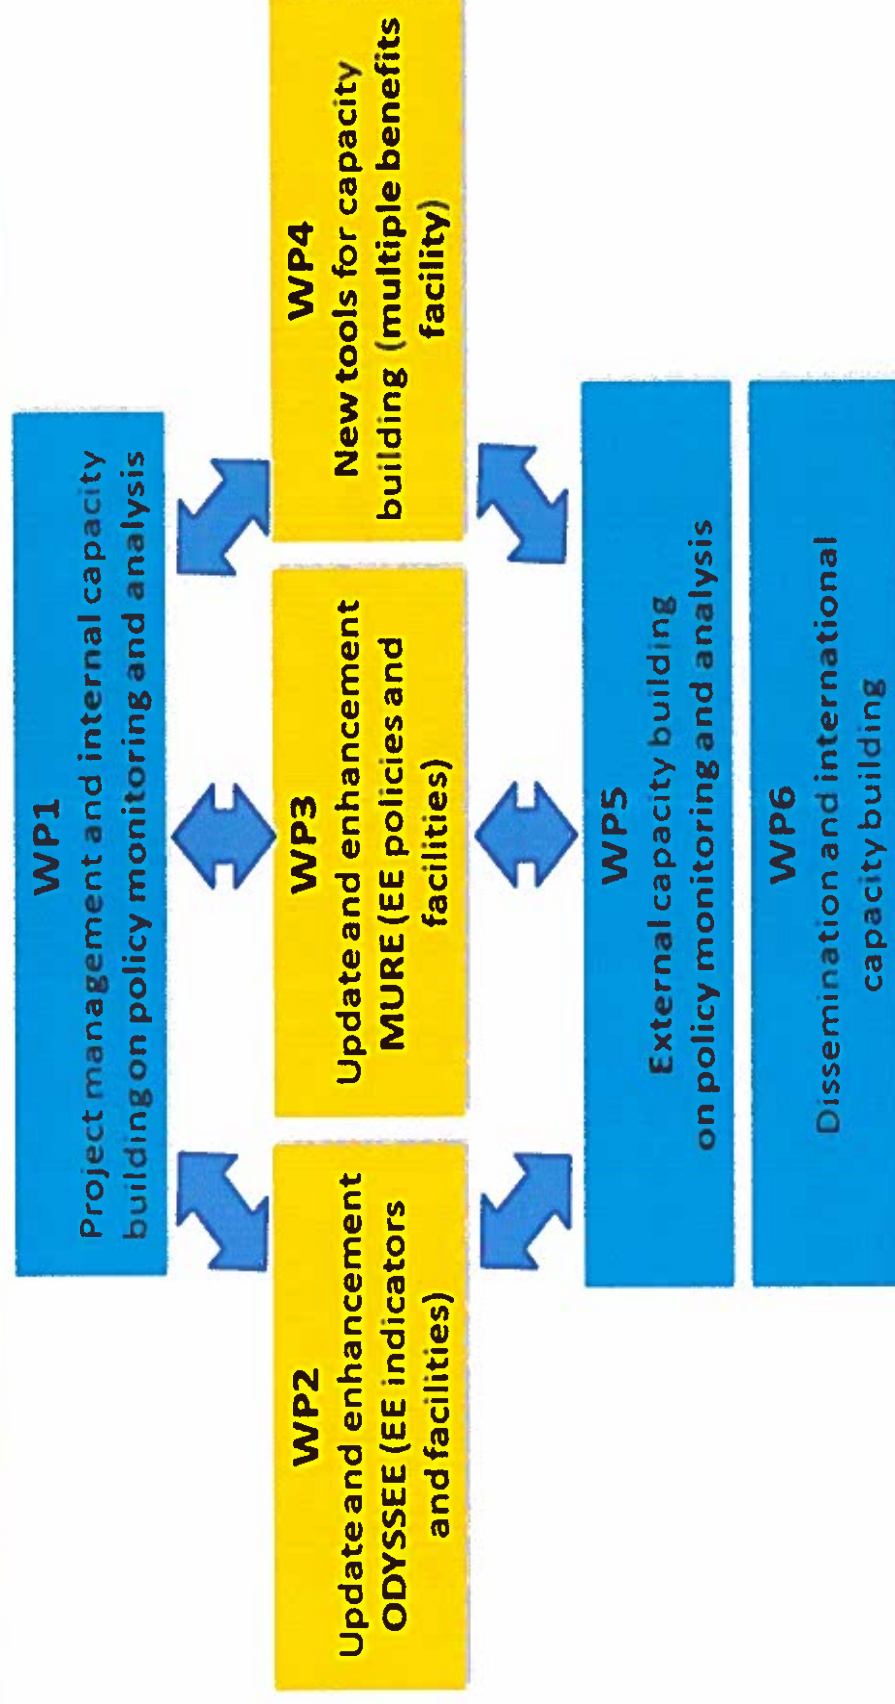 WP1
Project management and internal capacity
building on policy monitoring and analysis
WP2
Update and enhancement
ODYSSEE (EE indicators
and facilities)
WP3
Update and enhancement
MURE (EE policies and
facilities)
WP4
New tools for capacity
building (multiple benefits
facility)
WP5
External capacity building
on policy monitoring and analysis
WP6
Dissemination and international
capacity building